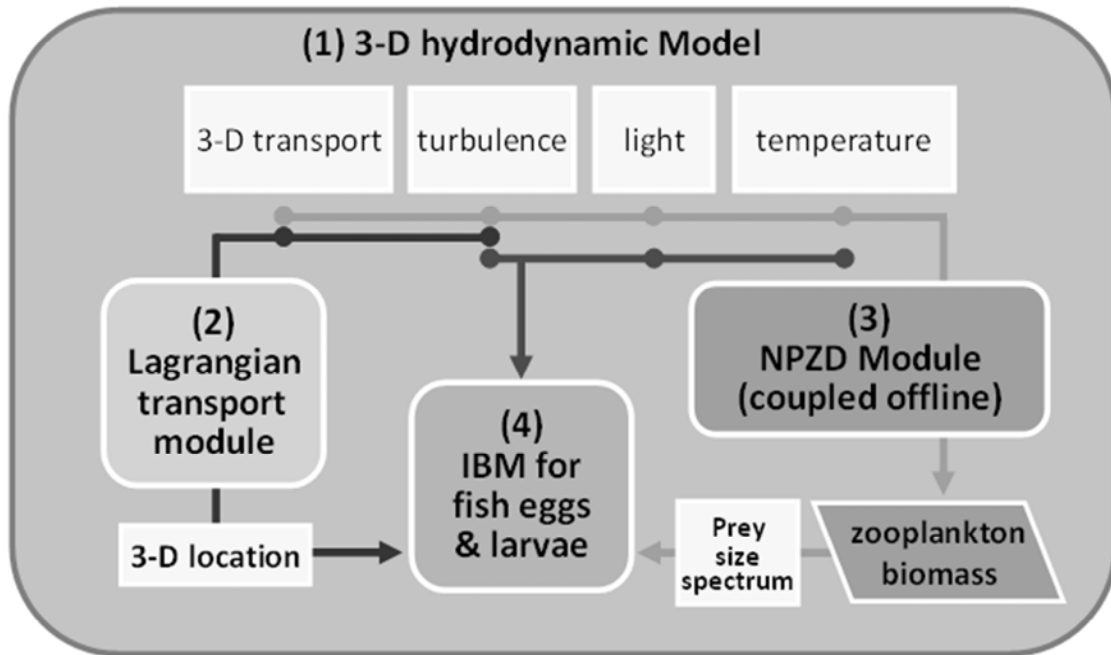 (1) 3-D hydrodynamic Model
3-D transport
turbulence
light
temperature
(2)
Lagrangian
transport
module
(3)
NPZD Module
(coupled offline)
(4)
IBM for
fish eggs
& larvae
3-D location
Prey
size
spectrum
zooplankton
biomass